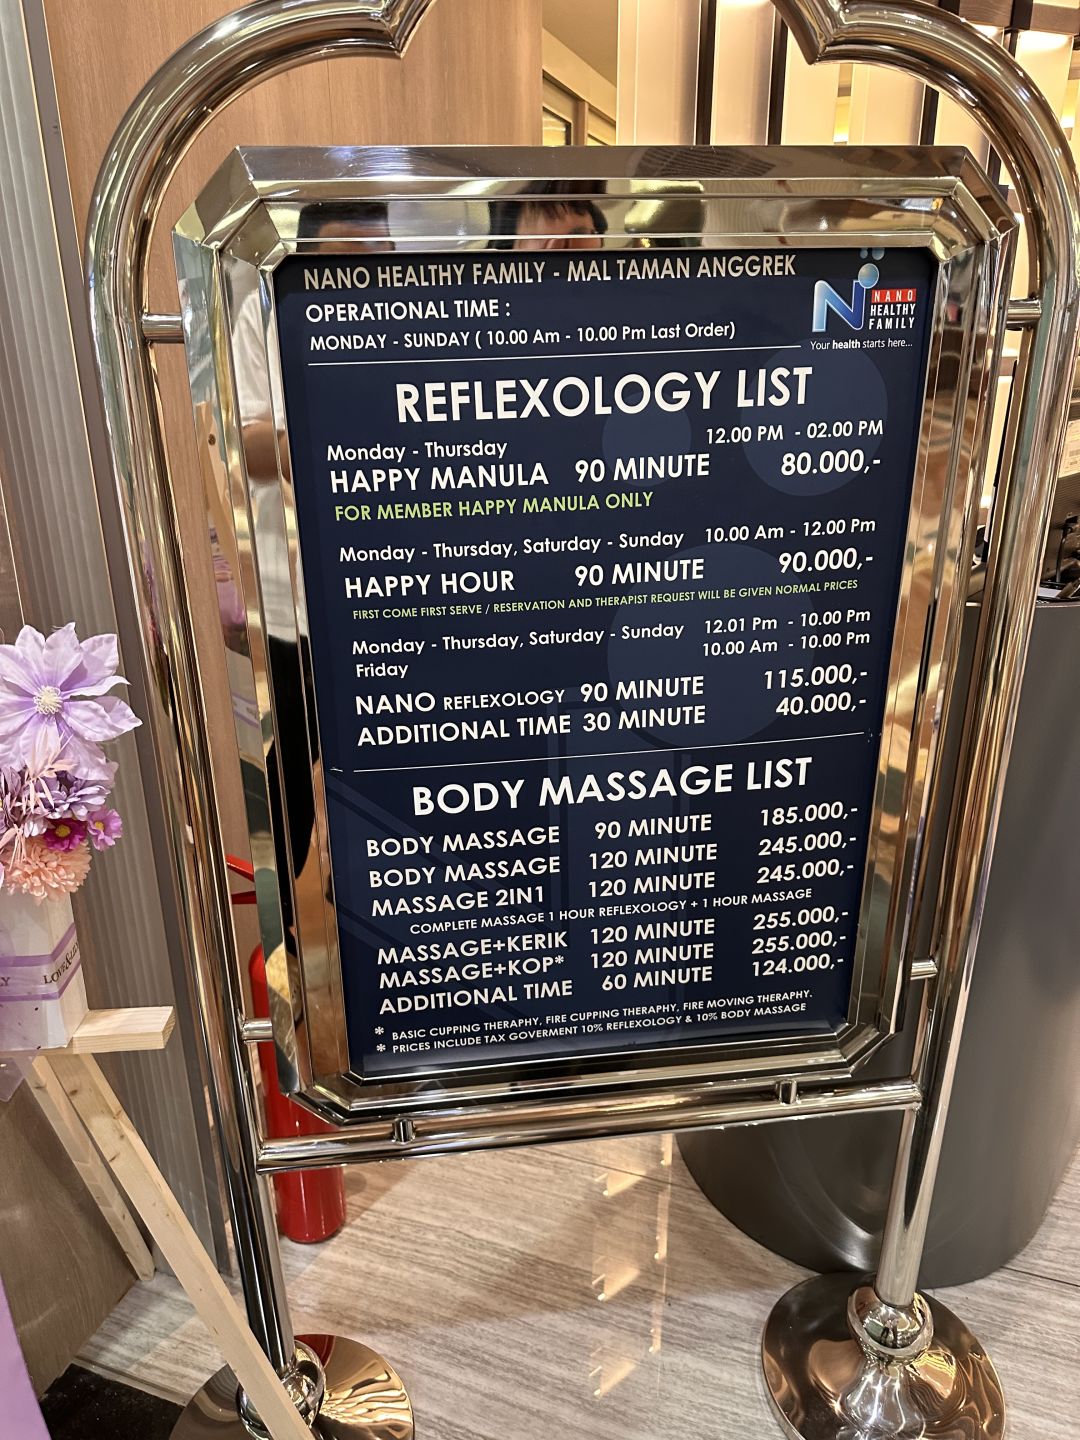 NANO HEALTHY FAMILY - MAL TAMAN ANGGREK
OPERATIONAL TIME :
MONDAY - SUNDAY ( 10.00 Am - 10.00 Pm Last Order)
N NANO
HEALTHY
FAMILY
Your health starts here...
REFLEXOLOGY LIST
Monday - Thursday 12.00 PM - 02.00 PM
HAPPY MANULA 90 MINUTE 80.000,-
FOR MEMBER HAPPY MANULA ONLY
Monday - Thursday, Saturday - Sunday 10.00 Am - 12.00 Pm
HAPPY HOUR 90 MINUTE 90.000,-
FIRST COME FIRST SERVE / RESERVATION AND THERAPIST REQUEST WILL BE GIVEN NORMAL PRICES
Monday - Thursday, Saturday - Sunday 12.01 Pm - 10.00 Pm
Friday 10.00 Am - 10.00 Pm
NANO REFLEXOLOGY 90 MINUTE 115.000,-
ADDITIONAL TIME 30 MINUTE 40.000,-
BODY MASSAGE LIST
BODY MASSAGE 90 MINUTE 185.000,-
BODY MASSAGE 120 MINUTE 245.000,-
MASSAGE 2IN1 120 MINUTE 245.000,-
COMPLETE MASSAGE 1 HOUR REFLEXOLOGY + 1 HOUR MASSAGE
MASSAGE+KERIK 120 MINUTE 255.000,-
MASSAGE+KOP* 120 MINUTE 255.000,-
ADDITIONAL TIME 60 MINUTE 124.000,-
* BASIC CUPPING THERAPHY, FIRE CUPPING THERAPHY, FIRE MOVING THERAPHY.
* PRICES INCLUDE TAX GOVERMENT 10% REFLEXOLOGY & 10% BODY MASSAGE